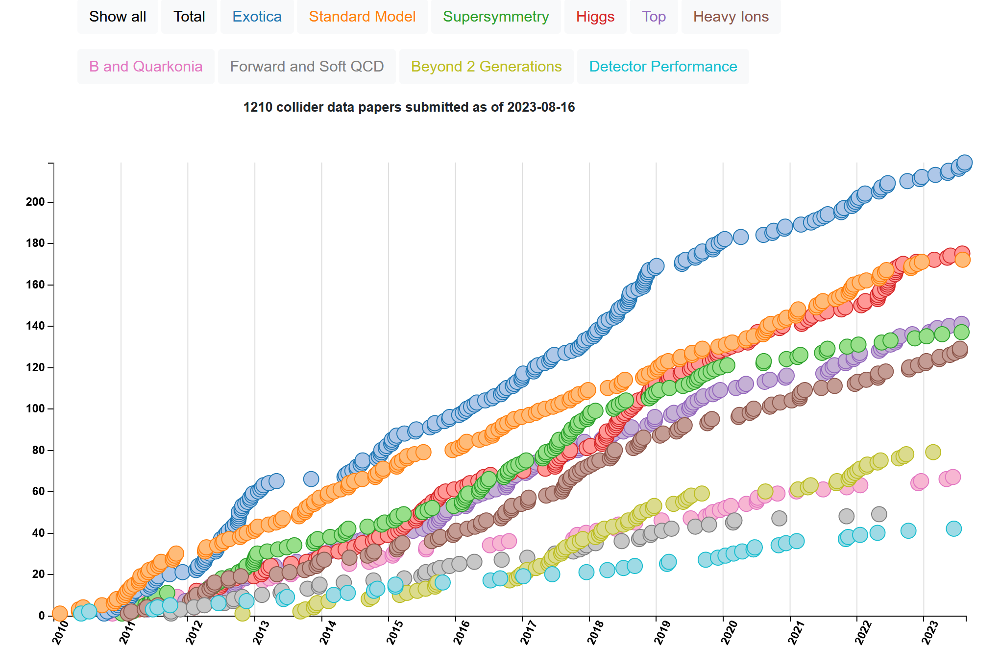 Show all Total Exotica Standard Model Supersymmetry Higgs Top Heavy Ions
B and Quarkonia Forward and Soft QCD Beyond 2 Generations Detector Performance
1210 collider data papers submitted as of 2023-08-16
200
180
160
140
120
100
80
60
40
20
0
2010 2011 2012 2013 2014 2015 2016 2017 2018 2019 2020 2021 2022 2023